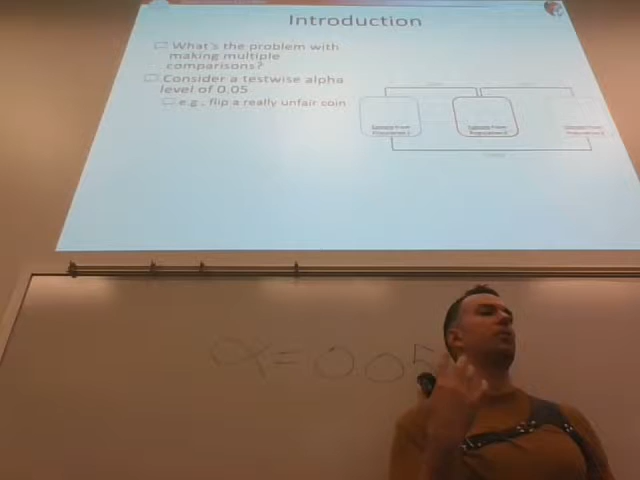 Introduction
What's the problem with
making multiple
comparisons?
Consider a testwise alpha
level of 0.05
e.g., flip a really unfair coin
α = 0.05